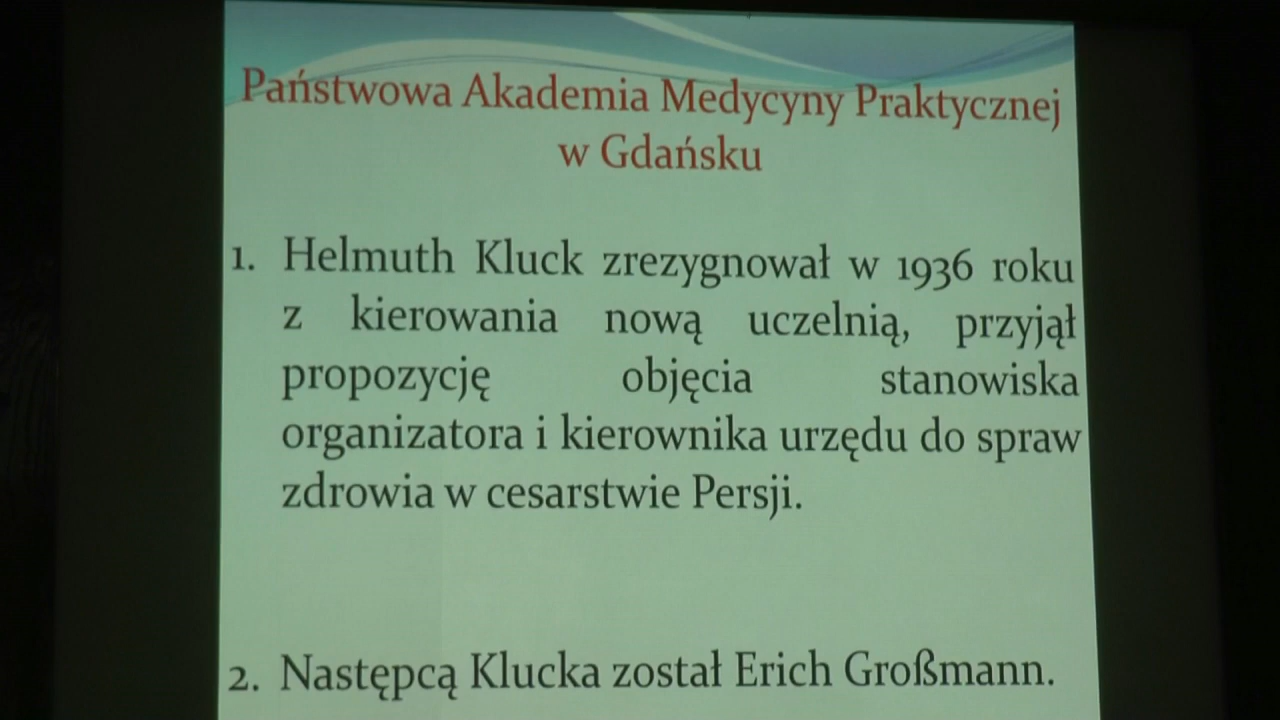 Państwowa Akademia Medycyny Praktycznej
w Gdańsku
1. Helmuth Kluck zrezygnował w 1936 roku
z kierowania nową uczelnią, przyjął
propozycję objęcia stanowiska
organizatora i kierownika urzędu do spraw
zdrowia w cesarstwie Persji.
2. Następcą Klucka został Erich Großmann.